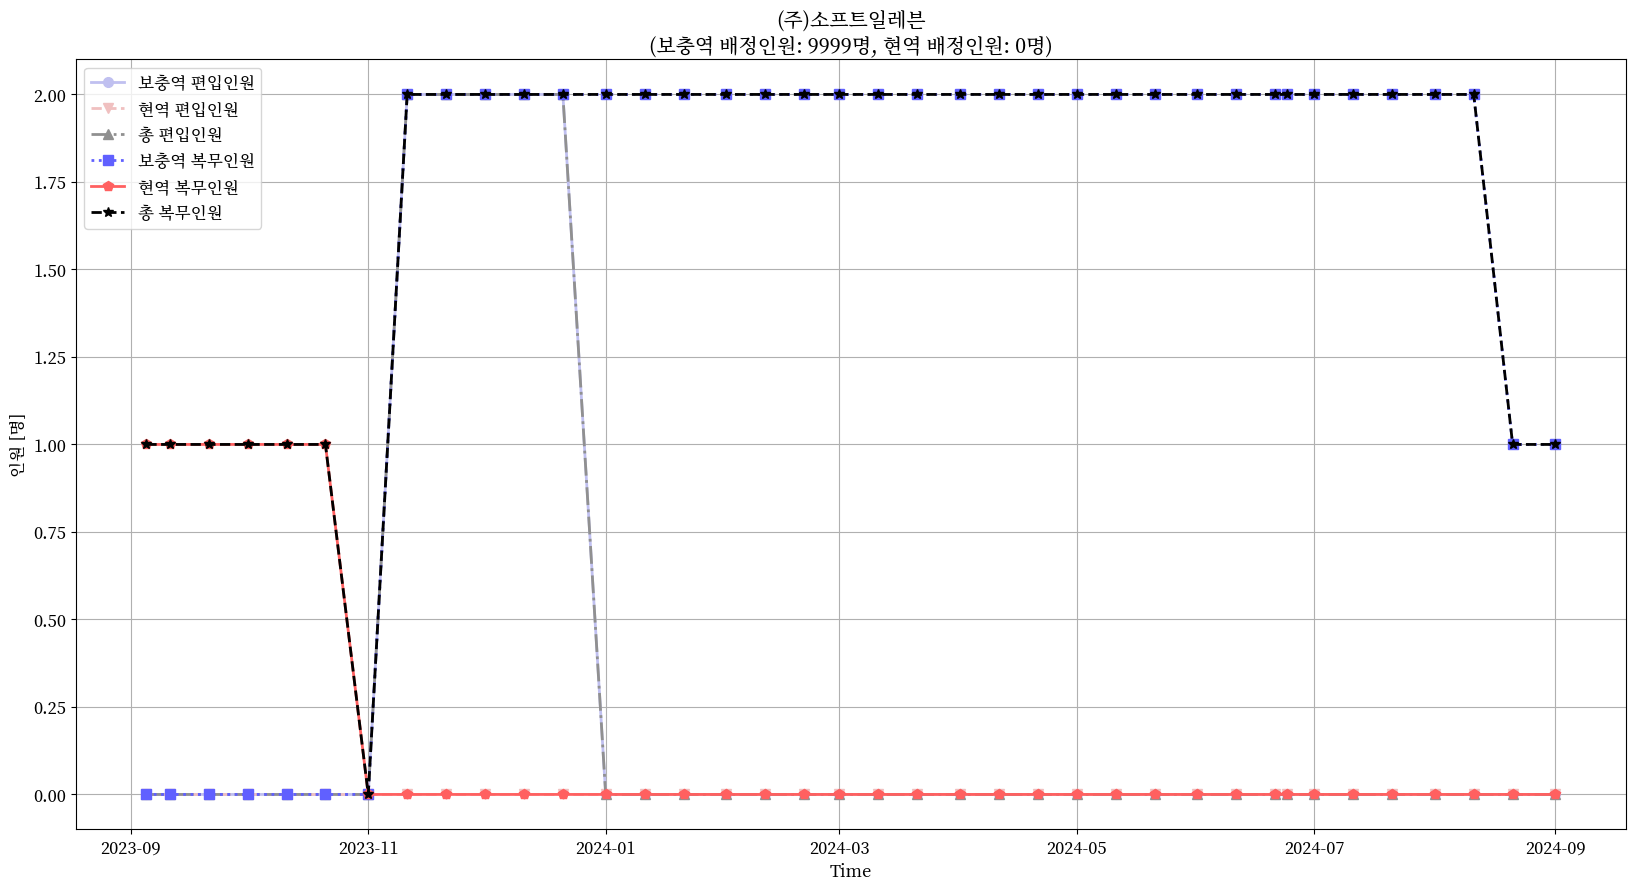 (주)소프트일레븐
(보충역 배정인원: 9999명, 현역 배정인원: 0명)
보충역 편입인원
현역 편입인원
총 편입인원
보충역 복무인원
현역 복무인원
총 복무인원
인원 [명]
2.00
1.75
1.50
1.25
1.00
0.75
0.50
0.25
0.00
2023-09 2023-11 2024-01 2024-03 2024-05 2024-07 2024-09
Time